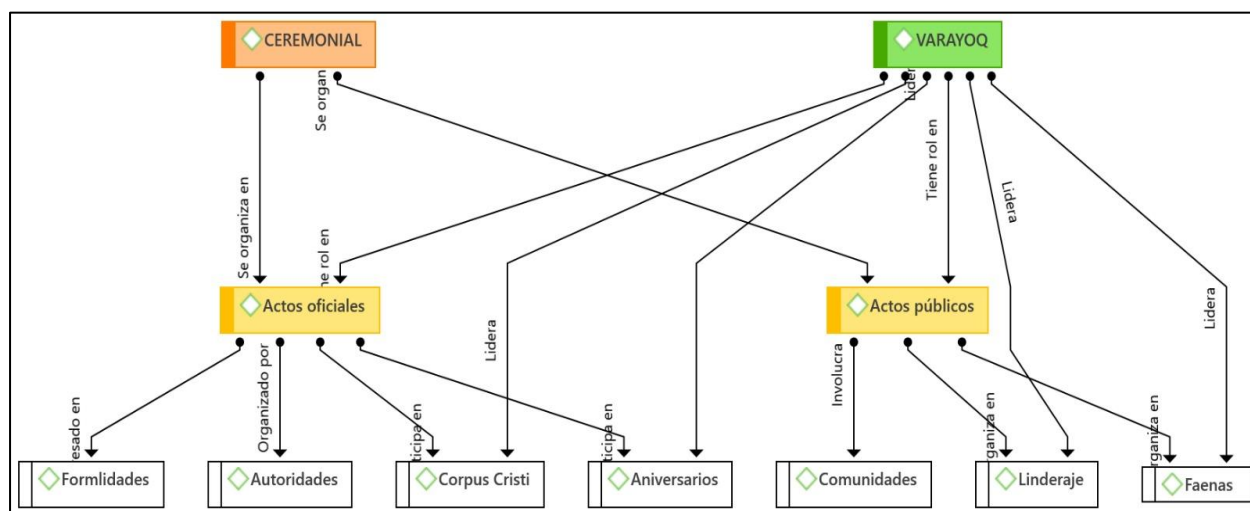 CEREMONIAL
VARAYOQ
Se organ
Lider
Tiene rol en
Lidera
Se organiza en
ne rol en
Lidera
Lidera
Actos oficiales
Actos públicos
esado en
Organizado por
ticipa en
ticipa en
Involucra
rganiza en
organiza en
Formlidades
Autoridades
Corpus Cristi
Aniversarios
Comunidades
Linderaje
Faenas